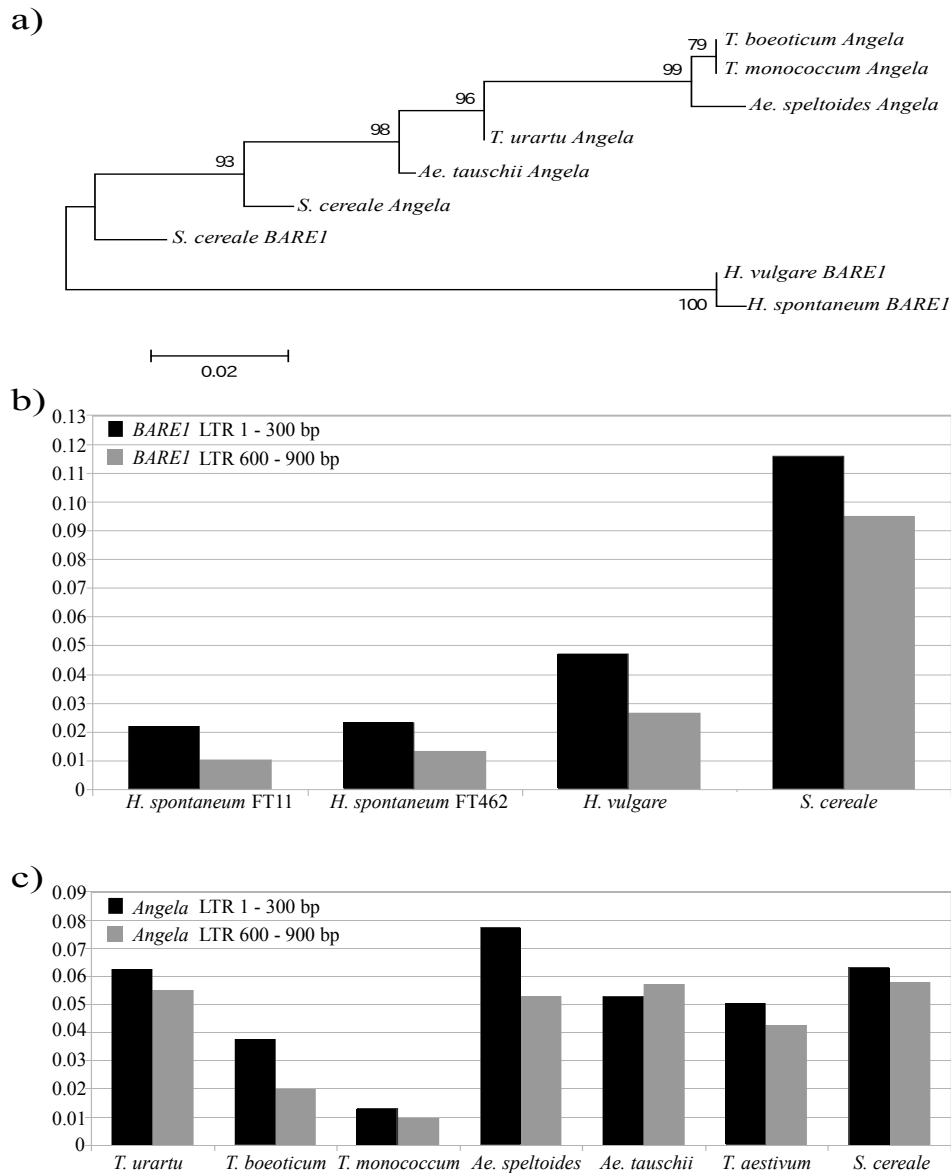 a)
79
T. boeoticum Angela
T. monococcum Angela
99
Ae. speltoides Angela
96
T. urartu Angela
98
Ae. tauschii Angela
93
S. cereale Angela
S. cereale BARE1
H. vulgare BARE1
100
H. spontaneum BARE1
0.02
b)
0.13
0.12
0.11
0.10
0.09
0.08
0.07
0.06
0.05
0.04
0.03
0.02
0.01
0
BARE1 LTR 1 - 300 bp
BARE1 LTR 600 - 900 bp
H. spontaneum FT11
H. spontaneum FT462
H. vulgare
S. cereale
c)
0.09
0.08
0.07
0.06
0.05
0.04
0.03
0.02
0.01
0
Angela LTR 1 - 300 bp
Angela LTR 600 - 900 bp
T. urartu
T. boeoticum
T. monococcum
Ae. speltoides
Ae. tauschii
T. aestivum
S. cereale